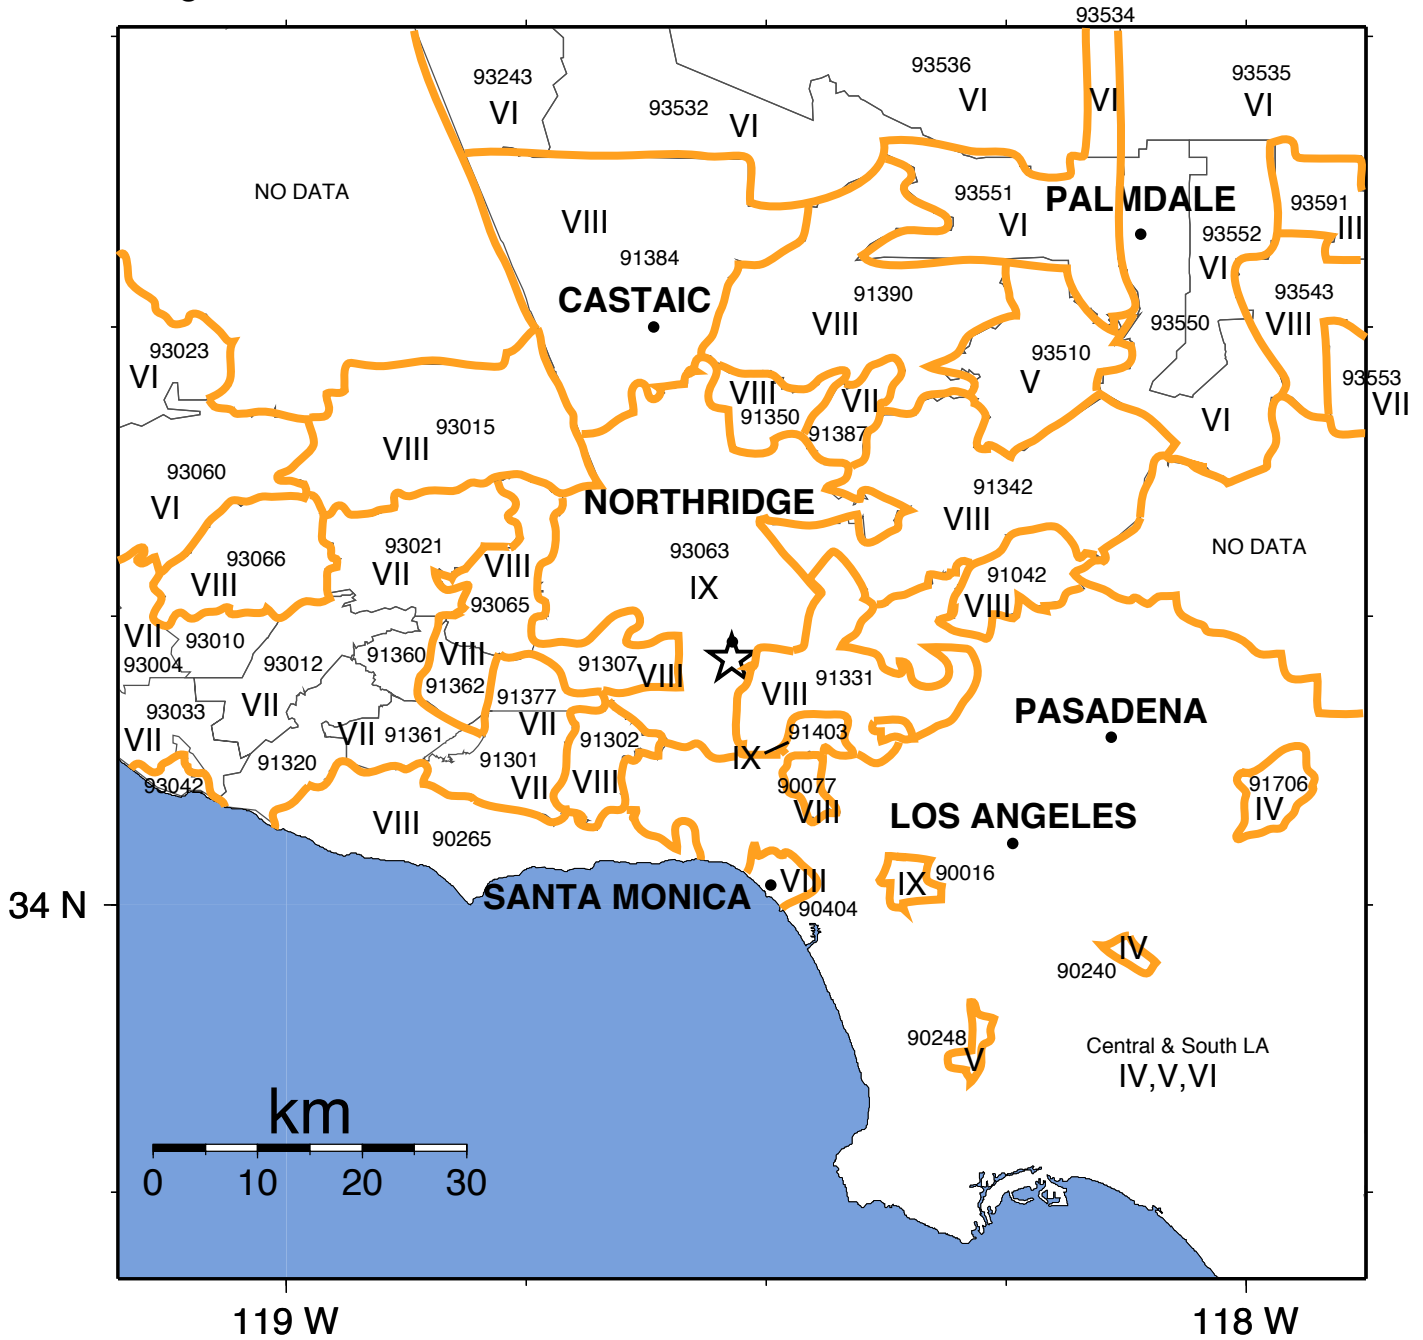 93534
93243
VI
93532
VI
93536
VI
VI
93535
VI
NO DATA
VIII
91384
CASTAIC
93551
VI
PALMDALE
93591
III
93552
VI
91390
VIII
93543
VIII
93550
93023
VI
93510
V
93553
VII
VIII
91350
VII
91387
VI
93015
VIII
93060
VI
NORTHRIDGE
91342
VIII
93063
IX
NO DATA
93066
VIII
93021
VII
VIII
93065
91042
VIII
VII
93004
93010
93012
VII
91360
VIII
91362
91307
VIII
91331
VIII
91377
VII
93033
VII
VII
91361
91302
VIII
91403
IX
PASADENA
91320
91301
VII
93042
90077
VIII
91706
IV
VIII
90265
LOS ANGELES
SANTA MONICA
VIII
90404
IX
90016
34 N
IV
90240
90248
V
Central & South LA
IV,V,VI
km
0 10 20 30
119 W
118 W